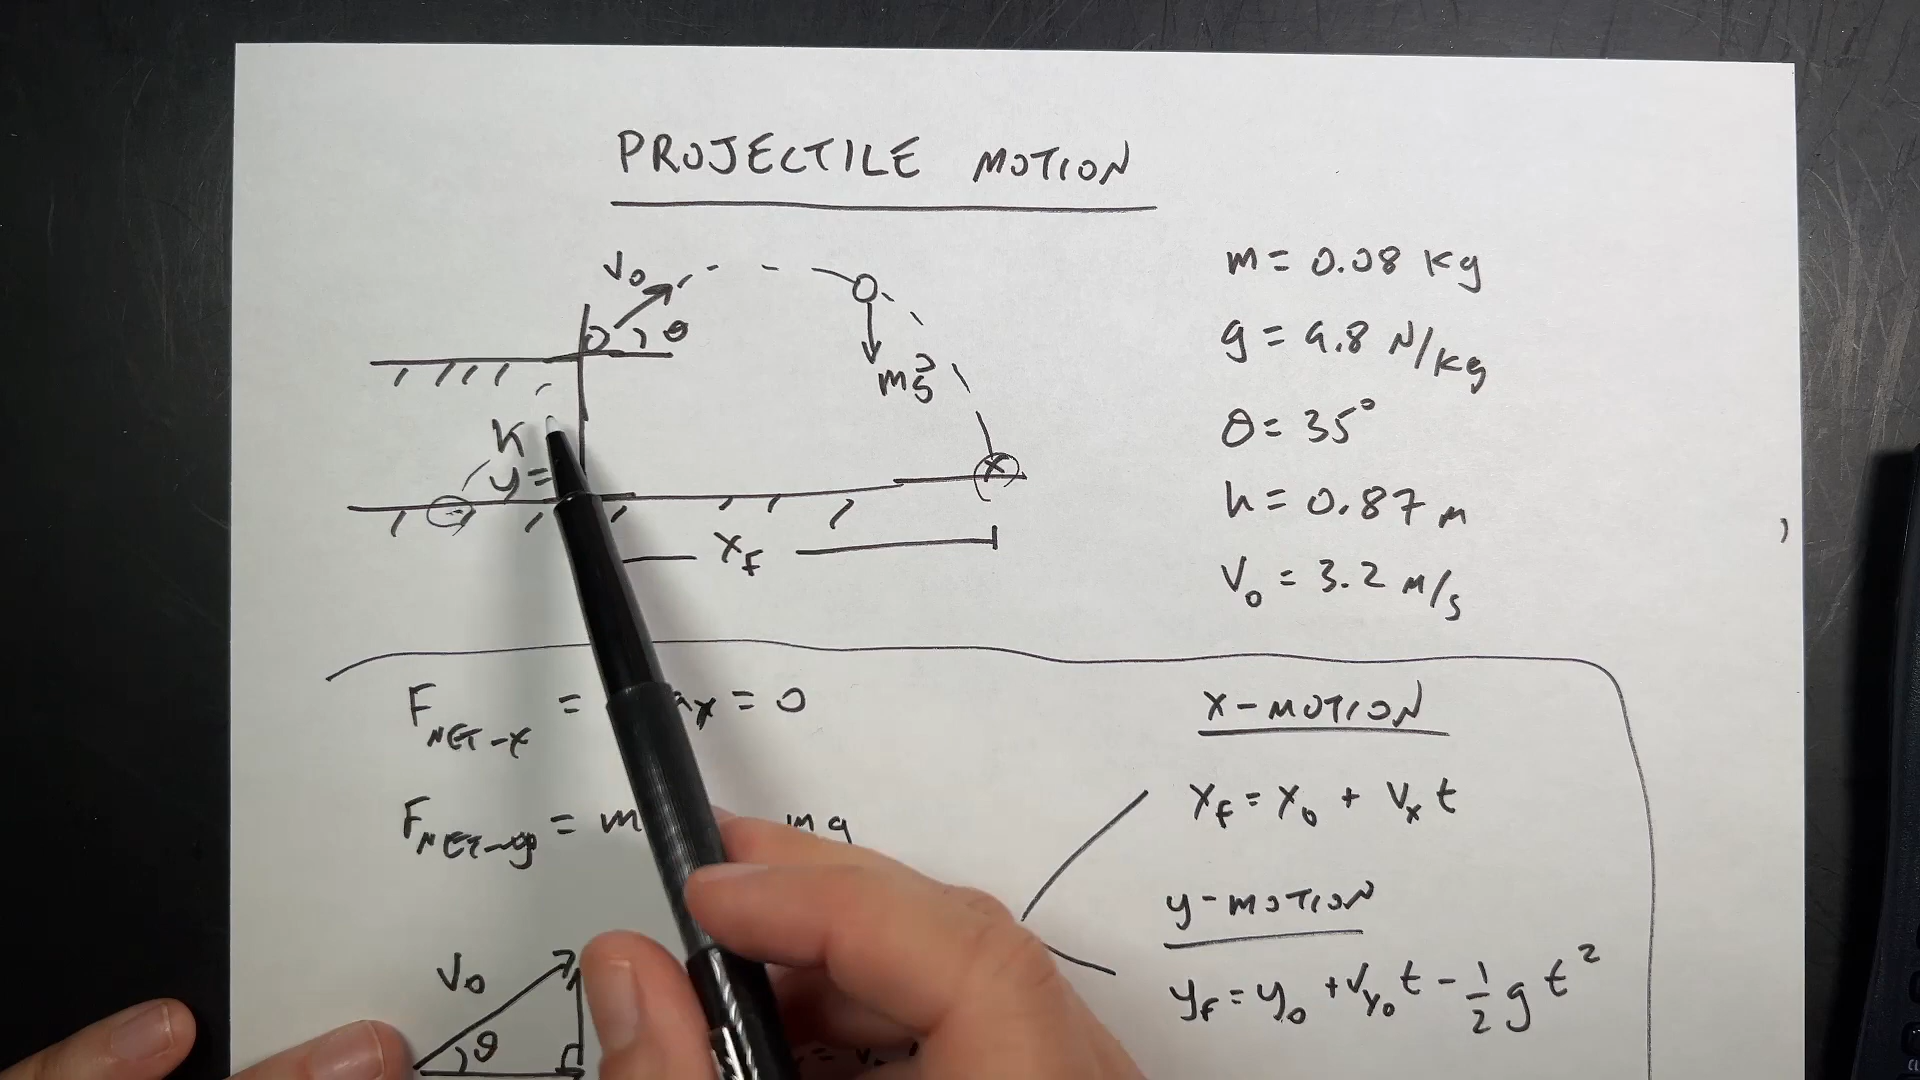 PROJECTILE MOTION
v₀
θ
mg⃗
h
y=
x_f
m = 0.08 kg
g = 9.8 N/kg
θ = 35°
h = 0.87 m
v₀ = 3.2 m/s
F_NET-x = x = 0
F_NET-y = m mg
v₀
θ
X-MOTION
x_f = x₀ + v_x t
y-MOTION
y_f = y₀ + v_y₀ t - 1/2 g t²